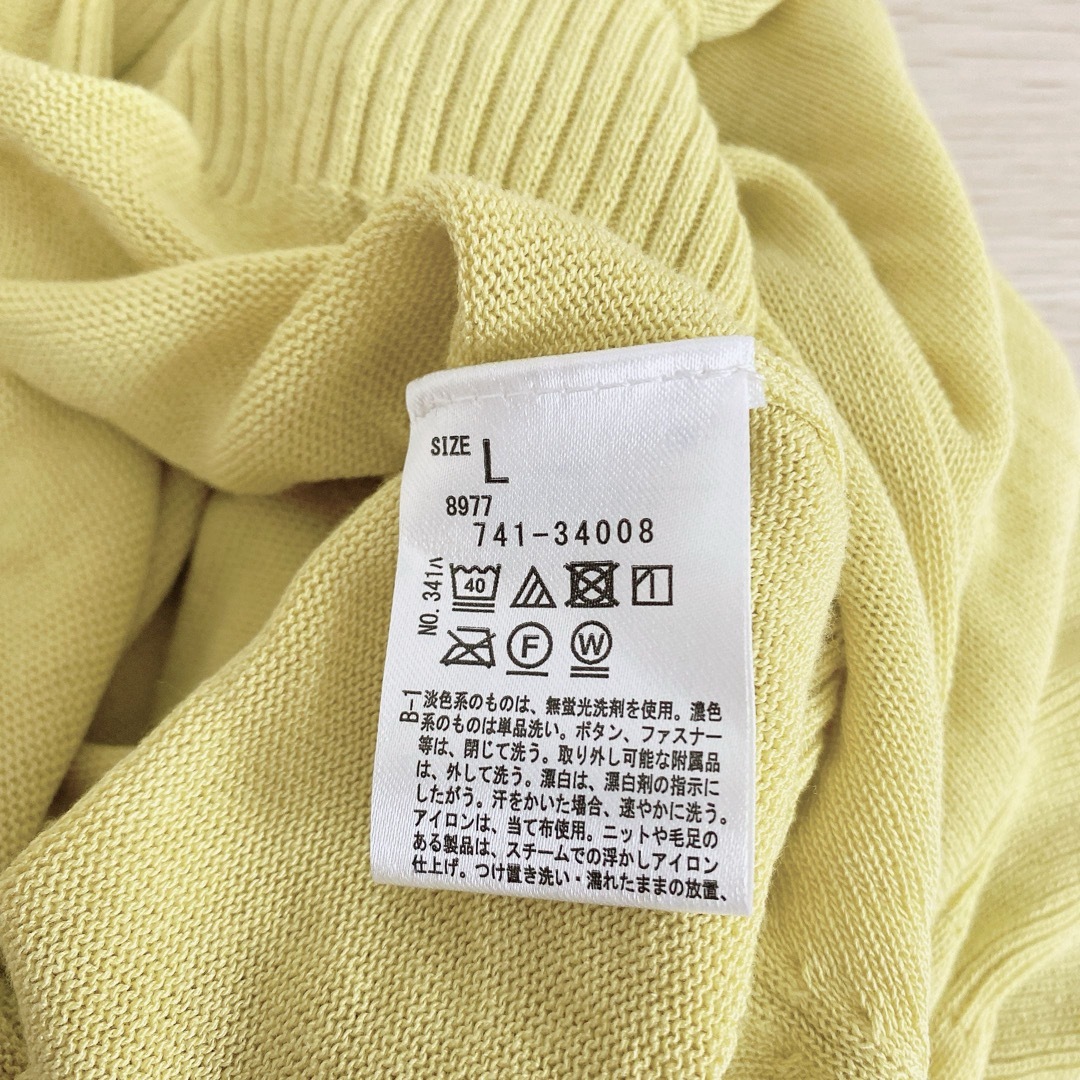 SIZE L
8977
741-34008
NO.341ハ
40
F W
B-1
淡色系のものは、無蛍光洗剤を使用。濃色
系のものは単品洗い。ボタン、ファスナー
等は、閉じて洗う。取り外し可能な附属品
は、外して洗う。漂白は、漂白剤の指示に
したがう。汗をかいた場合、速やかに洗う。
アイロンは、当て布使用。ニットや毛足の
ある製品は、スチームでの浮かしアイロン
仕上げ。つけ置き洗い・濡れたままの放置、